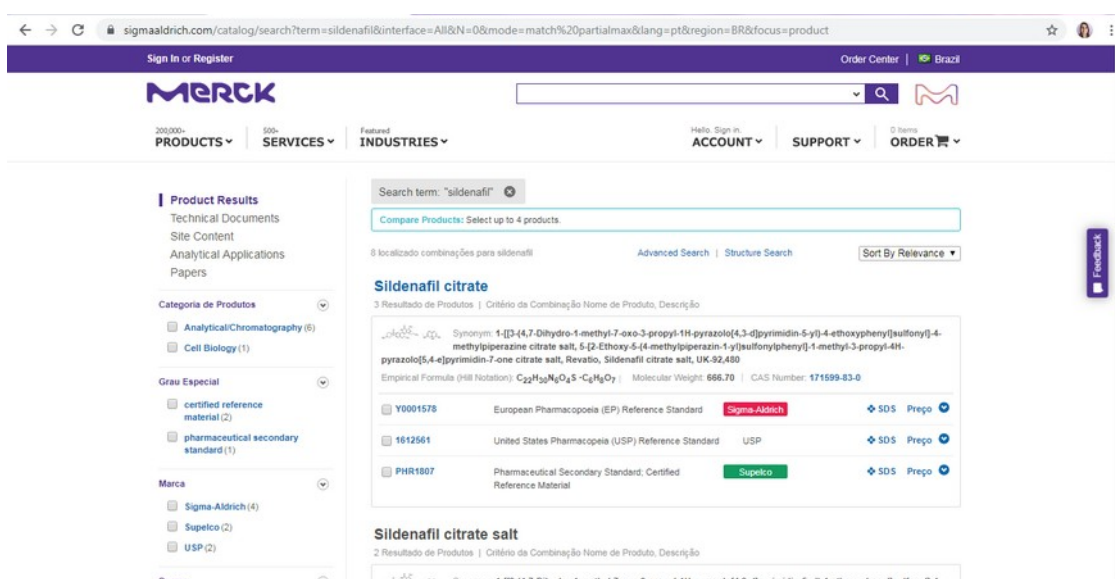 sigmaaldrich.com/catalog/search?term=sildenafil&interface=All&N=0&mode=match%20partialmax&lang=pt&region=BR&focus=product
Sign In or Register
Order Center | Brazil
MERCK
200,000+
PRODUCTS
500+
SERVICES
Featured
INDUSTRIES
Hello. Sign in.
ACCOUNT
SUPPORT
0 Items
ORDER
Product Results
Technical Documents
Site Content
Analytical Applications
Papers
Categoria de Produtos
Analytical/Chromatography (6)
Cell Biology (1)
Grau Especial
certified reference
material (2)
pharmaceutical secondary
standard (1)
Marca
Sigma-Aldrich (4)
Supelco (2)
USP (2)
Search term: "sildenafil"
Compare Products: Select up to 4 products.
8 localizado combinações para sildenafil
Advanced Search | Structure Search
Sort By Relevance
Sildenafil citrate
3 Resultado de Produtos | Critério da Combinação Nome de Produto, Descrição
Synonym: 1-[[3-(4,7-Dihydro-1-methyl-7-oxo-3-propyl-1H-pyrazolo[4,3-d]pyrimidin-5-yl)-4-ethoxyphenyl]sulfonyl]-4-
methylpiperazine citrate salt, 5-[2-Ethoxy-5-(4-methylpiperazin-1-yl)sulfonylphenyl]-1-methyl-3-propyl-4H-
pyrazolo[5,4-e]pyrimidin-7-one citrate salt, Revatio, Sildenafil citrate salt, UK-92,480
Empirical Formula (Hill Notation): C22H30N6O4S · C6H8O7 | Molecular Weight: 666.70 | CAS Number: 171599-83-0
Y0001578 European Pharmacopoeia (EP) Reference Standard Sigma-Aldrich SDS Preço
1612561 United States Pharmacopeia (USP) Reference Standard USP SDS Preço
PHR1807 Pharmaceutical Secondary Standard; Certified Supelco SDS Preço
Reference Material
Sildenafil citrate salt
2 Resultado de Produtos | Critério da Combinação Nome de Produto, Descrição
Feedback